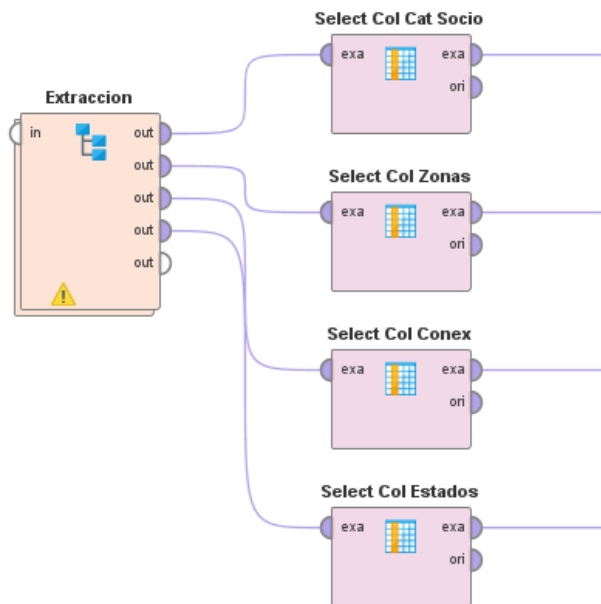 Select Col Cat Socio
exa exa
ori
Extraccion
in out
out
out
out
out
Select Col Zonas
exa exa
ori
Select Col Conex
exa exa
ori
Select Col Estados
exa exa
ori